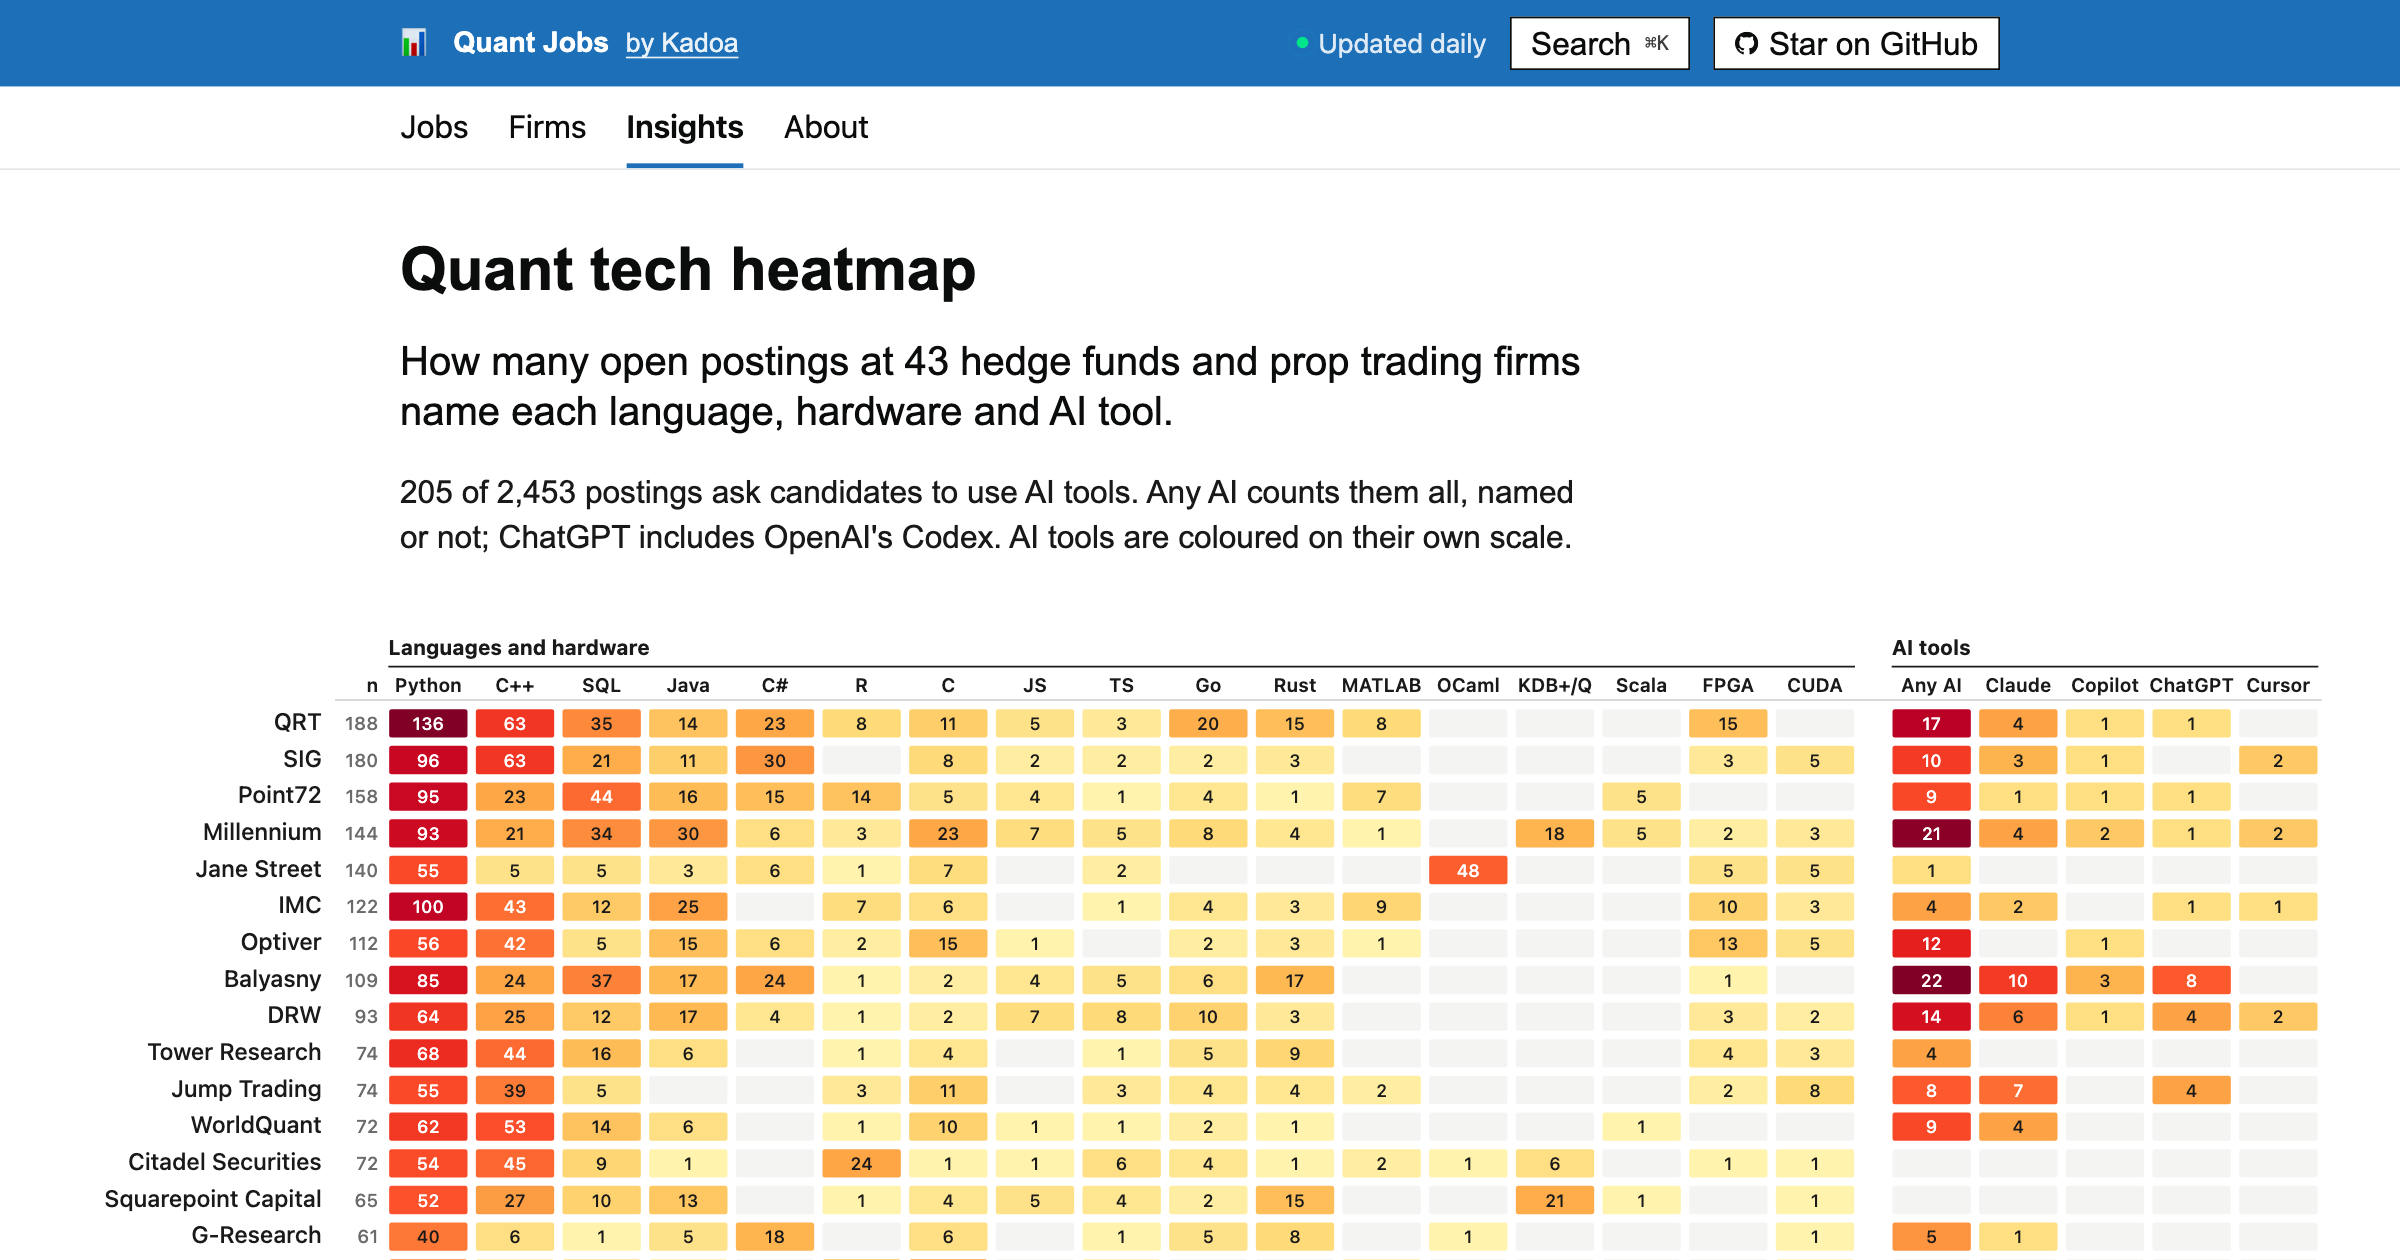 Quant Jobs by Kadoa Updated daily Search ⌘K Star on GitHub
Jobs Firms Insights About
Quant tech heatmap
How many open postings at 43 hedge funds and prop trading firms
name each language, hardware and AI tool.
205 of 2,453 postings ask candidates to use AI tools. Any AI counts them all, named
or not; ChatGPT includes OpenAI's Codex. AI tools are coloured on their own scale.
Languages and hardware AI tools
n Python C++ SQL Java C# R C JS TS Go Rust MATLAB OCaml KDB+/Q Scala FPGA CUDA Any AI Claude Copilot ChatGPT Cursor
QRT 188 136 63 35 14 23 8 11 5 3 20 15 8 15 17 4 1 1
SIG 180 96 63 21 11 30 8 2 2 2 3 3 5 10 3 1 2
Point72 158 95 23 44 16 15 14 5 4 1 4 1 7 5 9 1 1 1
Millennium 144 93 21 34 30 6 3 23 7 5 8 4 1 18 5 2 3 21 4 2 1 2
Jane Street 140 55 5 5 3 6 1 7 2 48 5 5 1
IMC 122 100 43 12 25 7 6 1 4 3 9 10 3 4 2 1 1
Optiver 112 56 42 5 15 6 2 15 1 2 3 1 13 5 12 1
Balyasny 109 85 24 37 17 24 1 2 4 5 6 17 1 22 10 3 8
DRW 93 64 25 12 17 4 1 2 7 8 10 3 3 2 14 6 1 4 2
Tower Research 74 68 44 16 6 1 4 1 5 9 4 3 4
Jump Trading 74 55 39 5 3 11 3 4 4 2 2 8 8 7 4
WorldQuant 72 62 53 14 6 1 10 1 1 2 1 1 9 4
Citadel Securities 72 54 45 9 1 24 1 1 6 4 1 2 1 6 1 1
Squarepoint Capital 65 52 27 10 13 1 4 5 4 2 15 21 1 1
G-Research 61 40 6 1 5 18 6 1 5 8 1 1 5 1